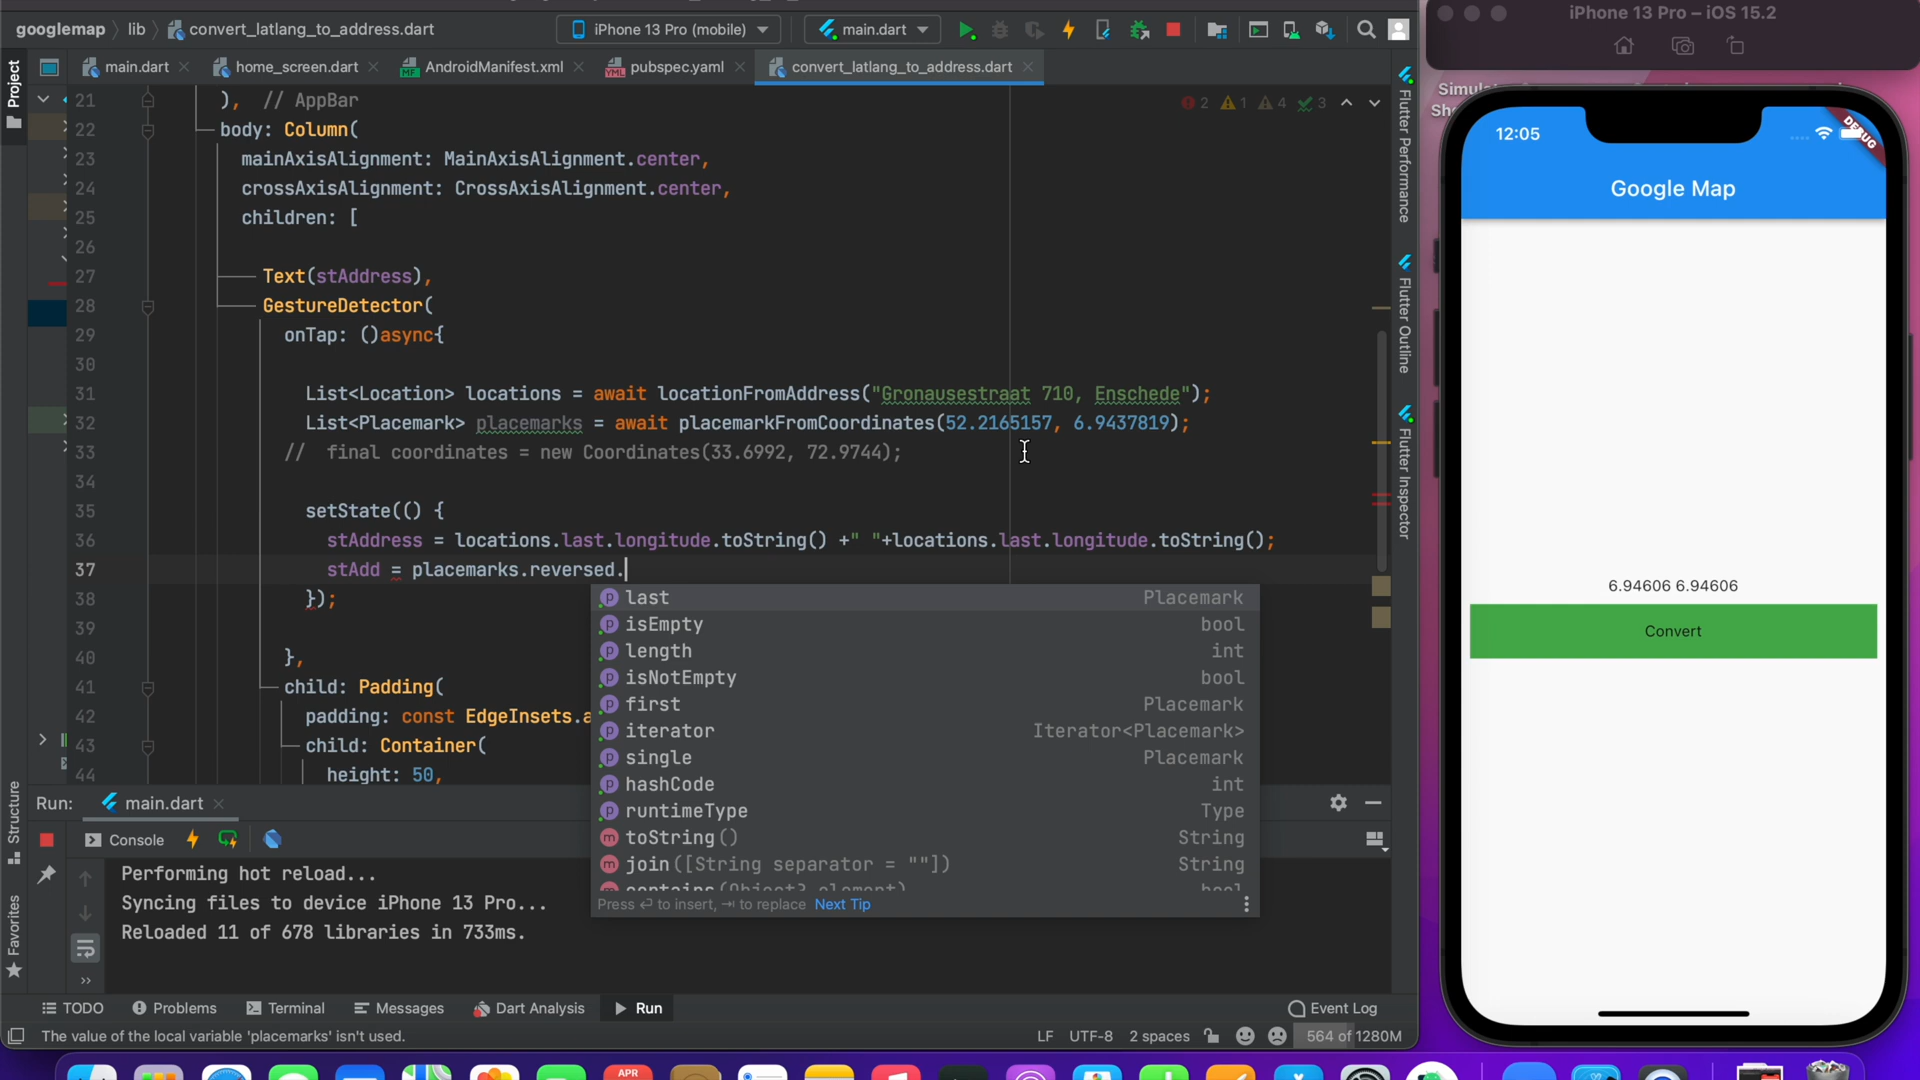 googlemap
lib
convert_latlang_to_address.dart
iPhone 13 Pro (mobile)
main.dart
main.dart
home_screen.dart
AndroidManifest.xml
pubspec.yaml
convert_latlang_to_address.dart
2 1 4 3
21 ), // AppBar
22 body: Column(
23 mainAxisAlignment: MainAxisAlignment.center,
24 crossAxisAlignment: CrossAxisAlignment.center,
25 children: [
26
27 Text(stAddress),
28 GestureDetector(
29 onTap: ()async{
30
31 List<Location> locations = await locationFromAddress("Gronausestraat 710, Enschede");
32 List<Placemark> placemarks = await placemarkFromCoordinates(52.2165157, 6.9437819);
33 // final coordinates = new Coordinates(33.6992, 72.9744);
34
35 setState(() {
36 stAddress = locations.last.longitude.toString() +" "+locations.last.longitude.toString();
37 stAdd = placemarks.reversed.
38 });
39
40 },
41 child: Padding(
42 padding: const EdgeInsets.a
43 child: Container(
44 height: 50,
last Placemark
isEmpty bool
length int
isNotEmpty bool
first Placemark
iterator Iterator<Placemark>
single Placemark
hashCode int
runtimeType Type
toString() String
join([String separator = ""]) String
contains(Object? element) bool
Press ⏎ to insert, ⇥ to replace Next Tip
Project
Structure
Favorites
Flutter Performance
Flutter Outline
Flutter Inspector
Run:
main.dart
Console
Performing hot reload...
Syncing files to device iPhone 13 Pro...
Reloaded 11 of 678 libraries in 733ms.
»
TODO
Problems
Terminal
Messages
Dart Analysis
Run
Event Log
The value of the local variable 'placemarks' isn't used.
LF UTF-8 2 spaces
564 of 1280M
APR
iPhone 13 Pro – iOS 15.2
12:05
DEBUG
Google Map
6.94606 6.94606
Convert